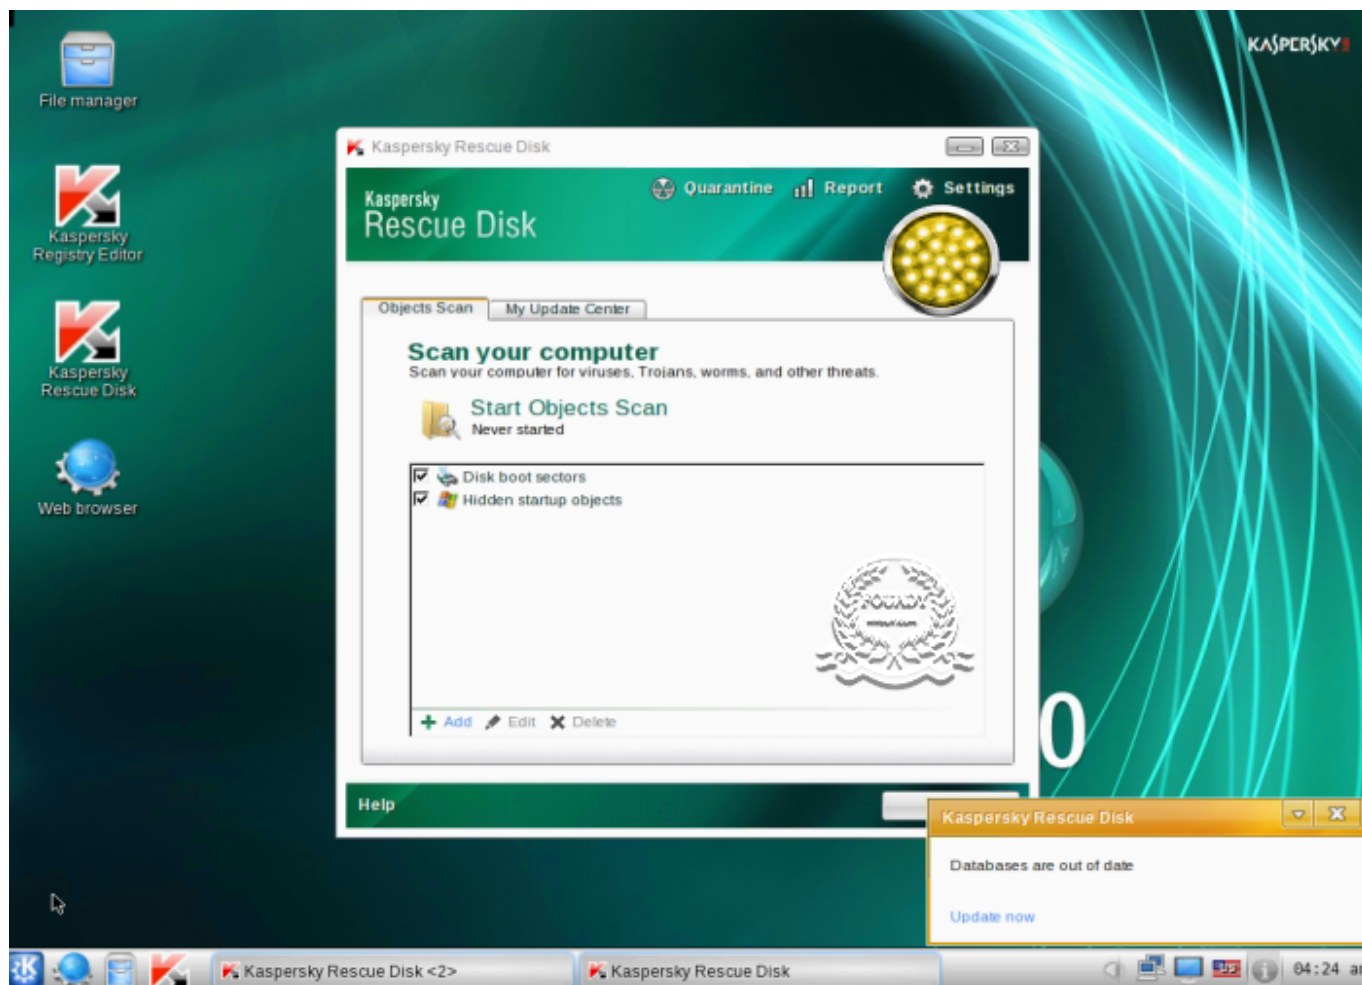 KASPERSKY
File manager
Kaspersky
Registry Editor
Kaspersky
Rescue Disk
Web browser
Kaspersky Rescue Disk
Quarantine
Report
Settings
Kaspersky
Rescue Disk
Objects Scan
My Update Center
Scan your computer
Scan your computer for viruses, Trojans, worms, and other threats.
Start Objects Scan
Never started
Disk boot sectors
Hidden startup objects
Add
Edit
Delete
0
Help
Kaspersky Rescue Disk
Databases are out of date
Update now
Kaspersky Rescue Disk <2>
Kaspersky Rescue Disk
US
04:24